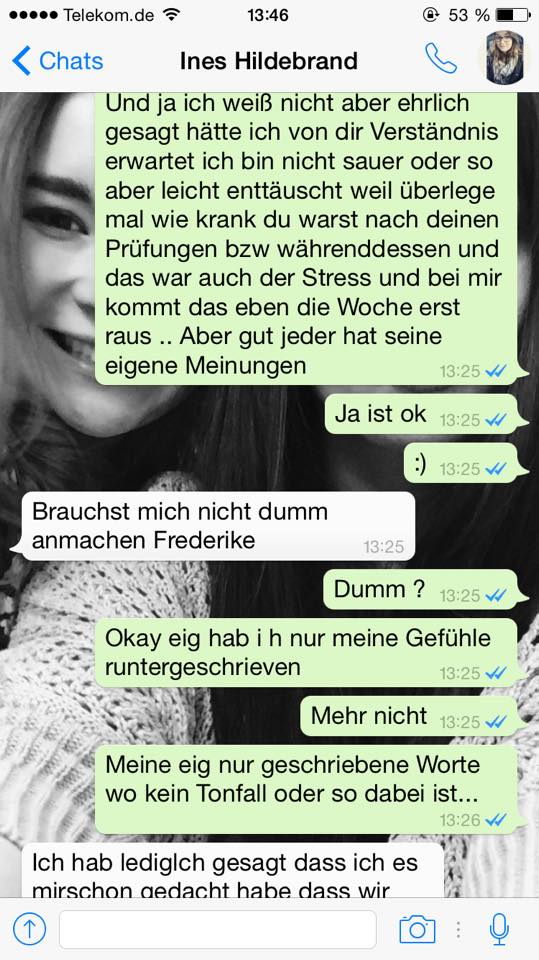 Telekom.de 13:46 53 %
Chats Ines Hildebrand
Und ja ich weiß nicht aber ehrlich
gesagt hätte ich von dir Verständnis
erwartet ich bin nicht sauer oder so
aber leicht enttäuscht weil überlege
mal wie krank du warst nach deinen
Prüfungen bzw währenddessen und
das war auch der Stress und bei mir
kommt das eben die Woche erst
raus .. Aber gut jeder hat seine
eigene Meinungen 13:25
Ja ist ok 13:25
:) 13:25
Brauchst mich nicht dumm
anmachen Frederike 13:25
Dumm ? 13:25
Okay eig hab i h nur meine Gefühle
runtergeschrieven 13:25
Mehr nicht 13:25
Meine eig nur geschriebene Worte
wo kein Tonfall oder so dabei ist...
13:26
Ich hab lediglch gesagt dass ich es
mirschon gedacht habe dass wir